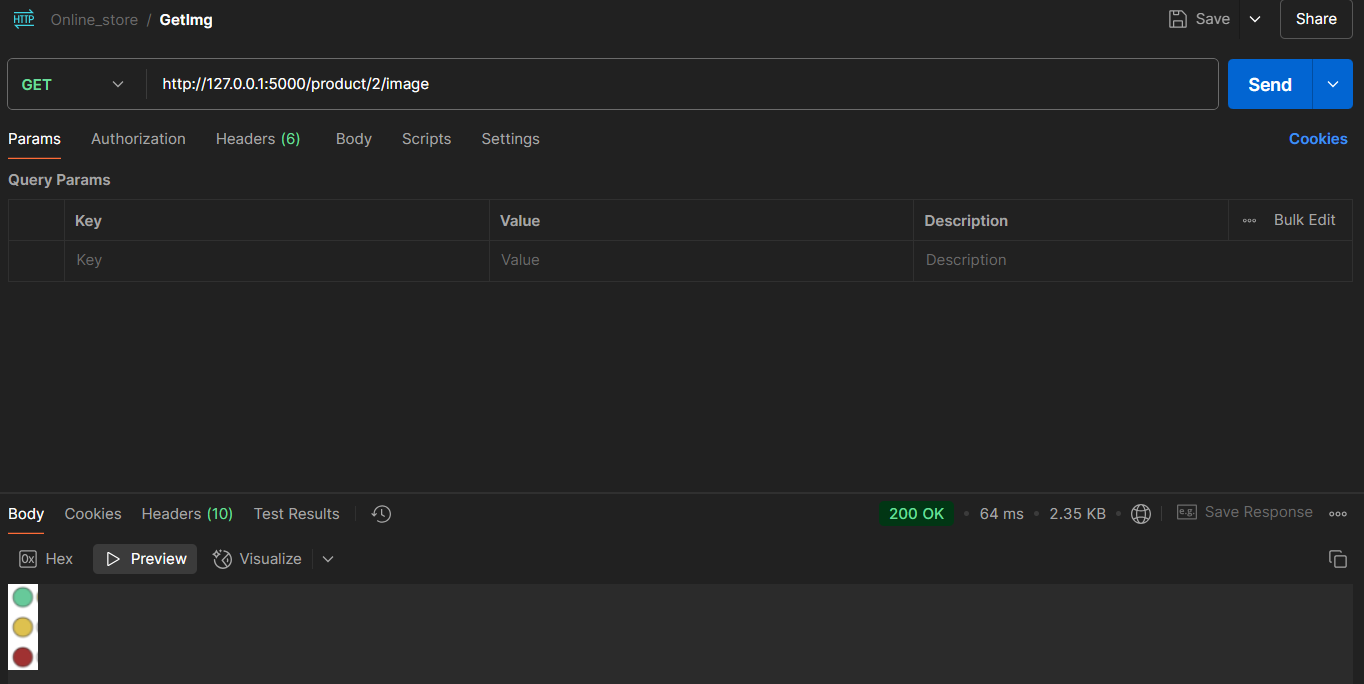 HTTP Online_store / GetImg Save Share
GET http://127.0.0.1:5000/product/2/image Send
Params Authorization Headers (6) Body Scripts Settings Cookies
Query Params
Key Value Description Bulk Edit
Key Value Description
Body Cookies Headers (10) Test Results 200 OK • 64 ms • 2.35 KB • e.g. Save Response
0x Hex Preview Visualize